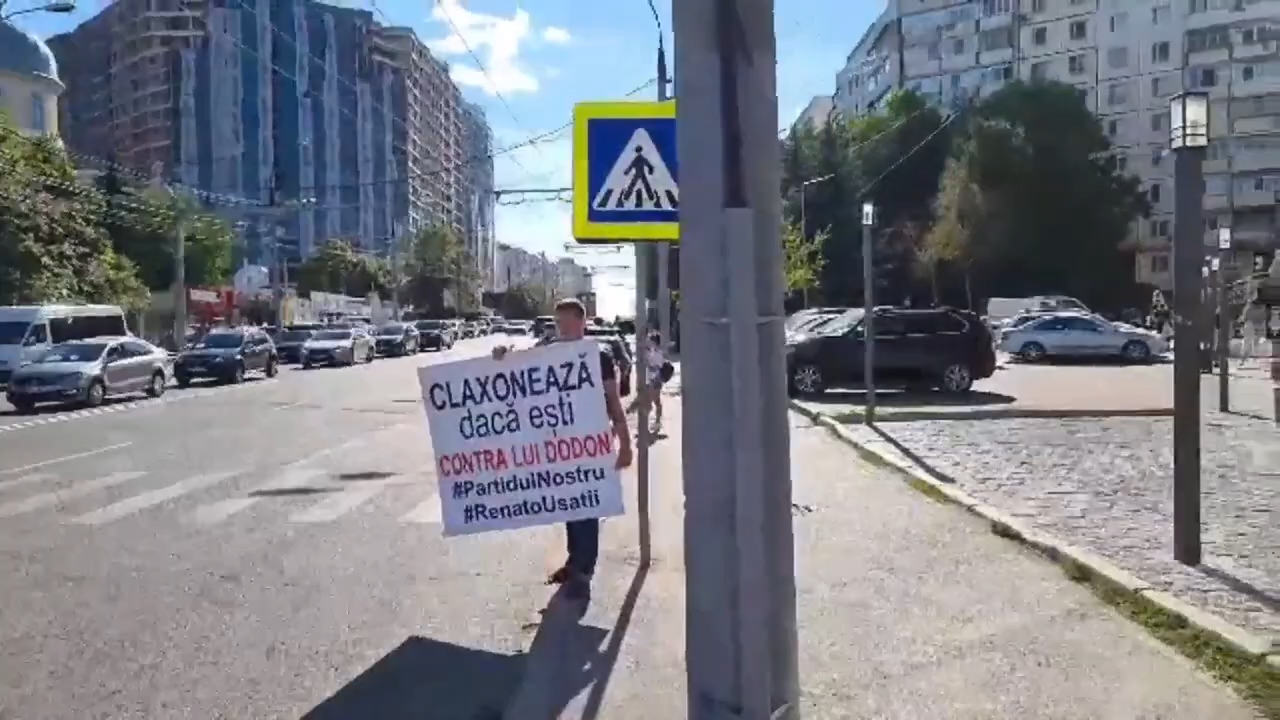 CLAXONEAZĂ
dacă ești
CONTRA LUI DODON
#PartidulNostru
#RenatoUsatii